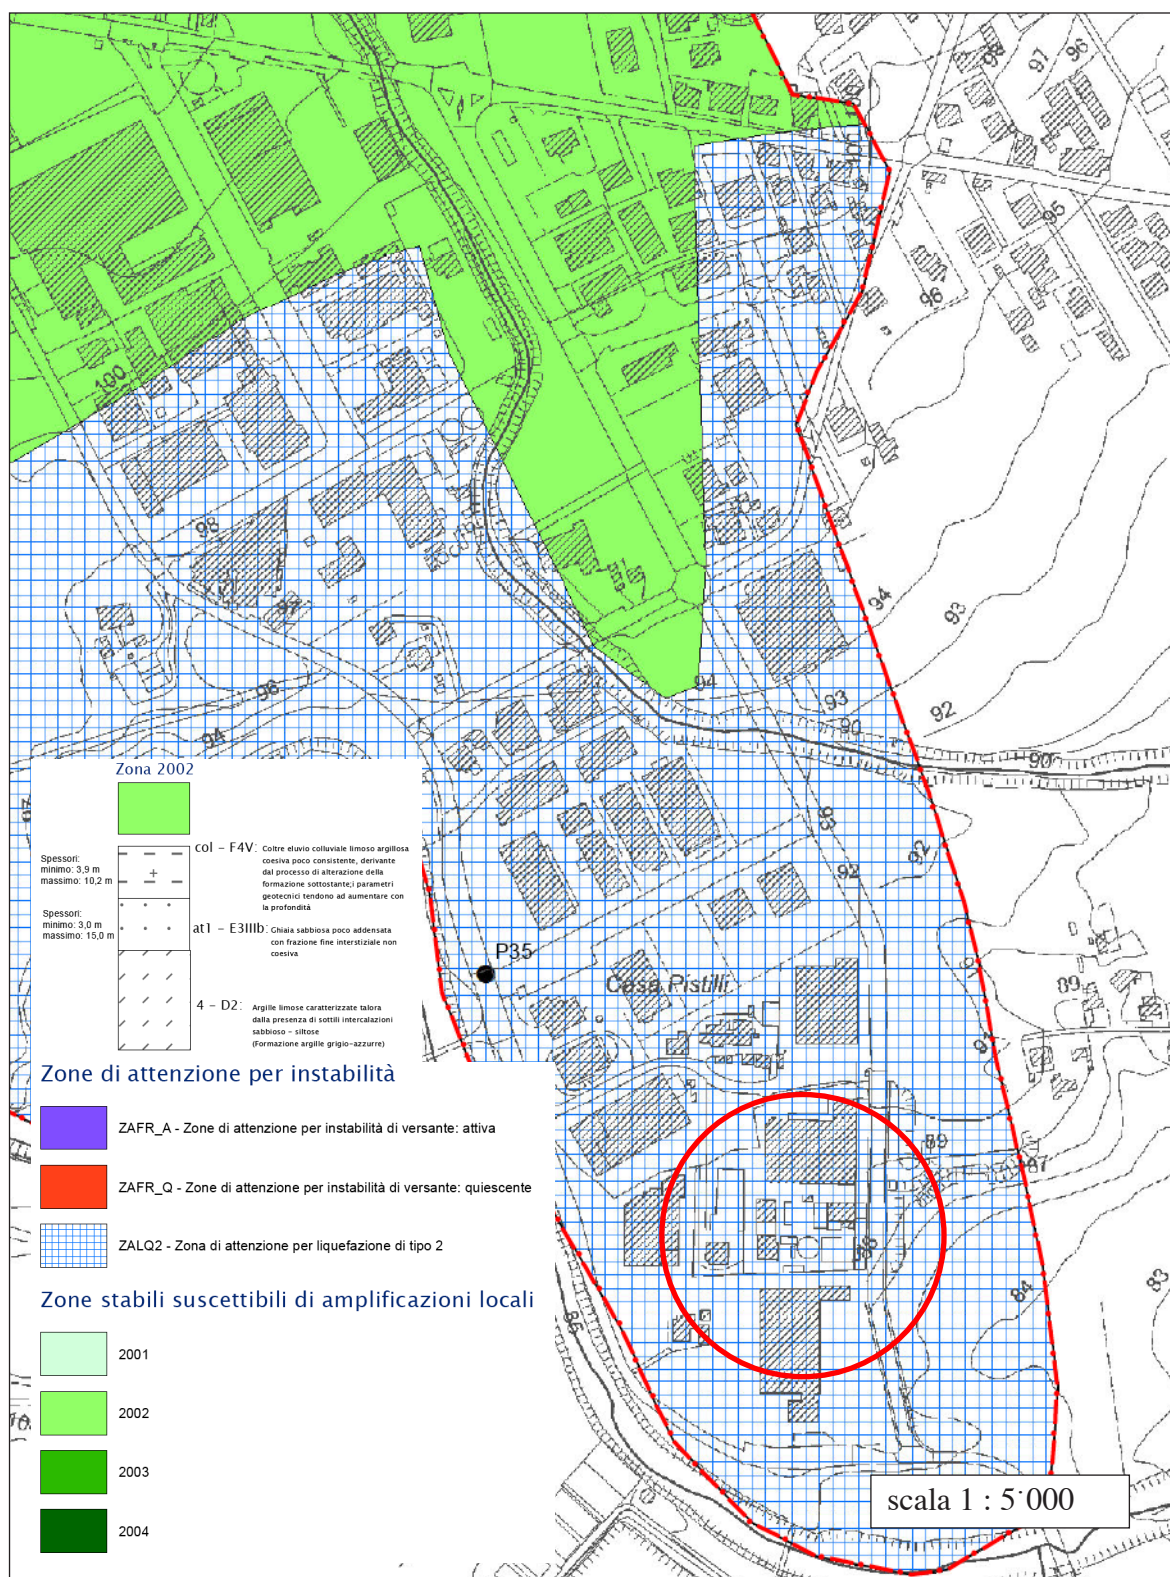 98
97
96
95
96
100
98
97
94
93
92
96
94
94
93
90
90
93
92
92
Zona 2002
col - F4V: Coltre eluvio colluviale limoso argillosa
coesiva poco consistente, derivante
dal processo di alterazione della
formazione sottostante;i parametri
geotecnici tendono ad aumentare con
la profondità
Spessori:
minimo: 3,9 m
massimo: 10,2 m
Spessori:
minimo: 3,0 m
massimo: 15,0 m
at1 - E3IIIb: Ghiaia sabbiosa poco addensata
con frazione fine interstiziale non
coesiva
4 - D2: Argille limose caratterizzate talora
dalla presenza di sottili intercalazioni
sabbioso - siltose
(Formazione argille grigio-azzurre)
P35
Casa Pistilli
91
89
Zone di attenzione per instabilità
ZAFR_A - Zone di attenzione per instabilità di versante: attiva
ZAFR_Q - Zone di attenzione per instabilità di versante: quiescente
ZALQ2 - Zona di attenzione per liquefazione di tipo 2
89
87
88
84
83
85
Zone stabili suscettibili di amplificazioni locali
2001
2002
2003
2004
scala 1 : 5˙000